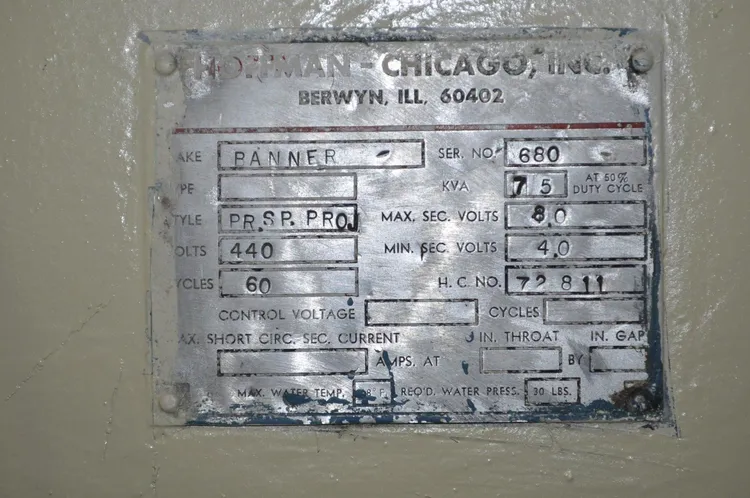 HOFFMAN - CHICAGO, INC.
BERWYN, ILL. 60402
AKE BANNER SER. NO. 680
PE KVA 75 AT 50% DUTY CYCLE
TYLE PR. SP. PROJ MAX. SEC. VOLTS 8.0
OLTS 440 MIN. SEC. VOLTS 4.0
YCLES 60 H.C. NO. 72811
CONTROL VOLTAGE CYCLES
AX. SHORT CIRC. SEC. CURRENT IN. THROAT IN. GAP
AMPS. AT BY
MAX. WATER TEMP. F. REQ'D. WATER PRESS. 30 LBS.